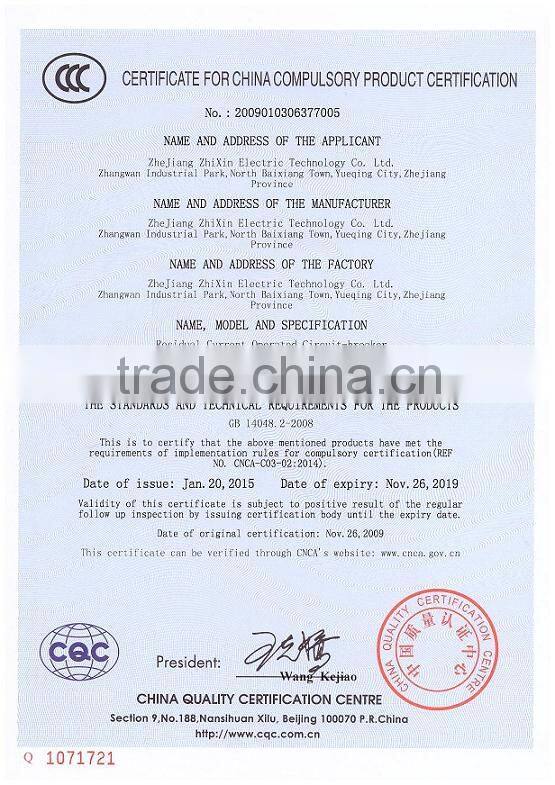 CCC
CERTIFICATE FOR CHINA COMPULSORY PRODUCT CERTIFICATION
No. : 2009010306377005
NAME AND ADDRESS OF THE APPLICANT
ZheJiang ZhiXin Electric Technology Co. Ltd.
Zhangwan Industrial Park,North Baixiang Town,Yueqing City,Zhejiang
Province
NAME AND ADDRESS OF THE MANUFACTURER
ZheJiang ZhiXin Electric Technology Co. Ltd.
Zhangwan Industrial Park,North Baixiang Town,Yueqing City,Zhejiang
Province
NAME AND ADDRESS OF THE FACTORY
ZheJiang ZhiXin Electric Technology Co. Ltd.
Zhangwan Industrial Park,North Baixiang Town,Yueqing City,Zhejiang
Province
NAME, MODEL AND SPECIFICATION
Residual Current Operated Circuit-brocker
trade.china.cn
THE STANDARDS AND TECHNICAL REQUIREMENTS FOR THE PRODUCTS
GB 14048.2-2008
This is to certify that the above mentioned products have met the
requirements of implementation rules for compulsory certification(REF
NO. CNCA-C03-02:2014).
Date of issue: Jan.20,2015 Date of expiry: Nov.26,2019
Validity of this certificate is subject to positive result of the regular
follow up inspection by issuing certification body until the expiry date.
Date of original certification: Nov.26,2009
This certificate can be verified through CNCA's website: www.cnca.gov.cn
CQC
President:
Wang Kejiao
CHINA QUALITY CERTIFICATION CENTRE
中国质量认证中心
CHINA QUALITY CERTIFICATION CENTRE
Section 9,No.188,Nansihuan Xilu, Beijing 100070 P.R.China
http://www.cqc.com.cn
Q 1071721